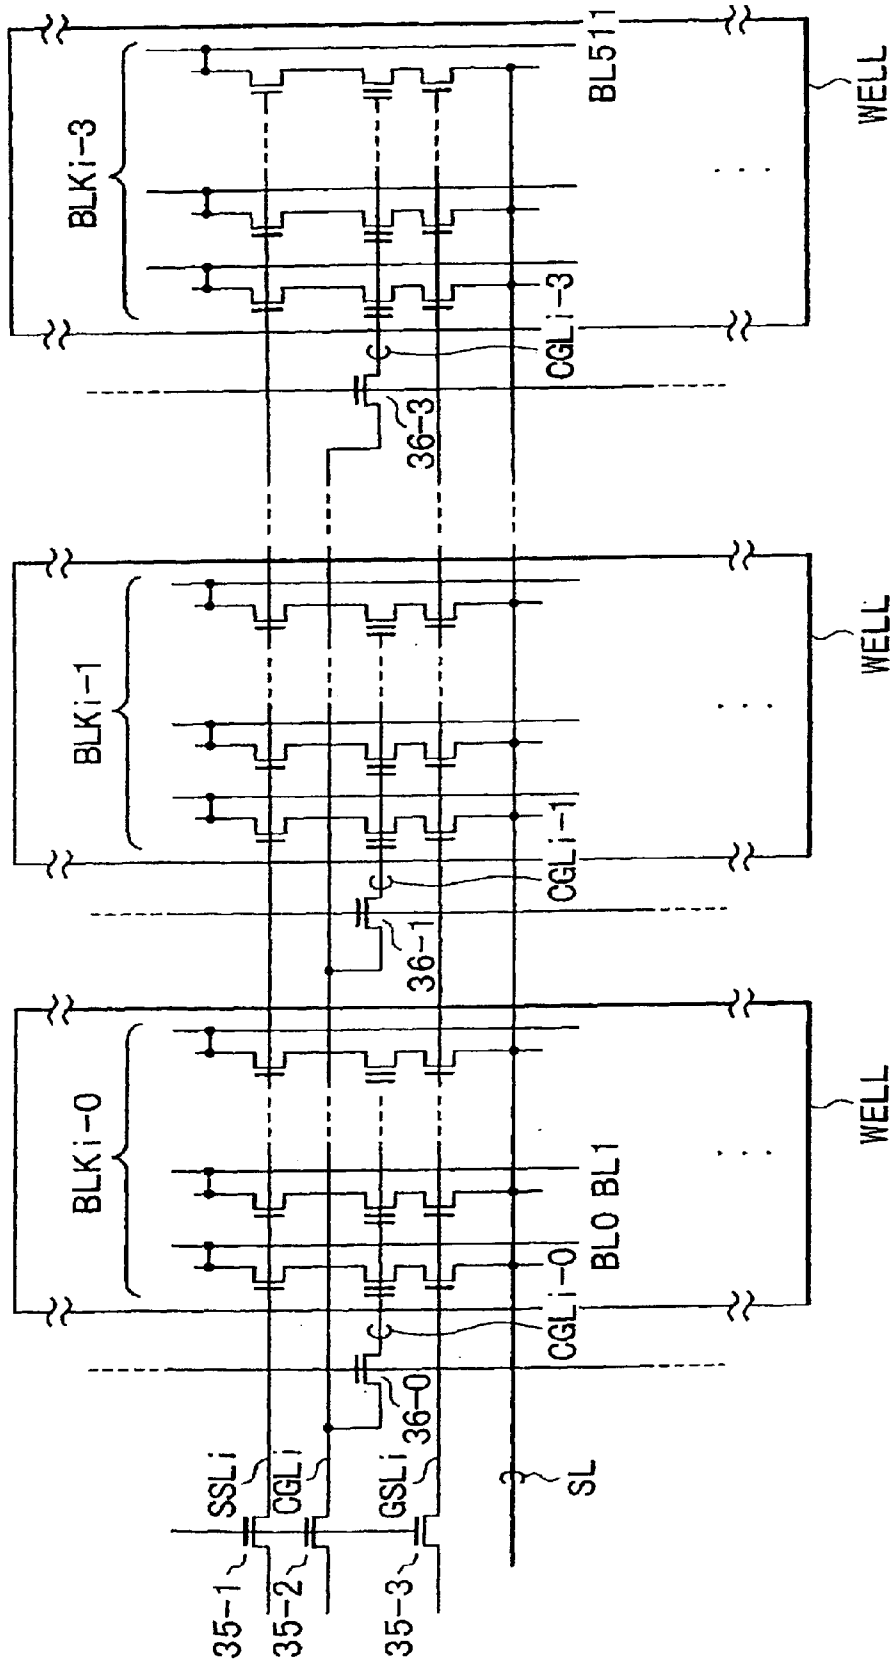 BLKi-0
BLKi-1
BLKi-3
SSLi
CGLi
GSLi
35-1
35-2
35-3
36-0
36-1
36-3
CGLi-0
CGLi-1
CGLi-3
BL0 BL1
BL511
SL
WELL
WELL
WELL